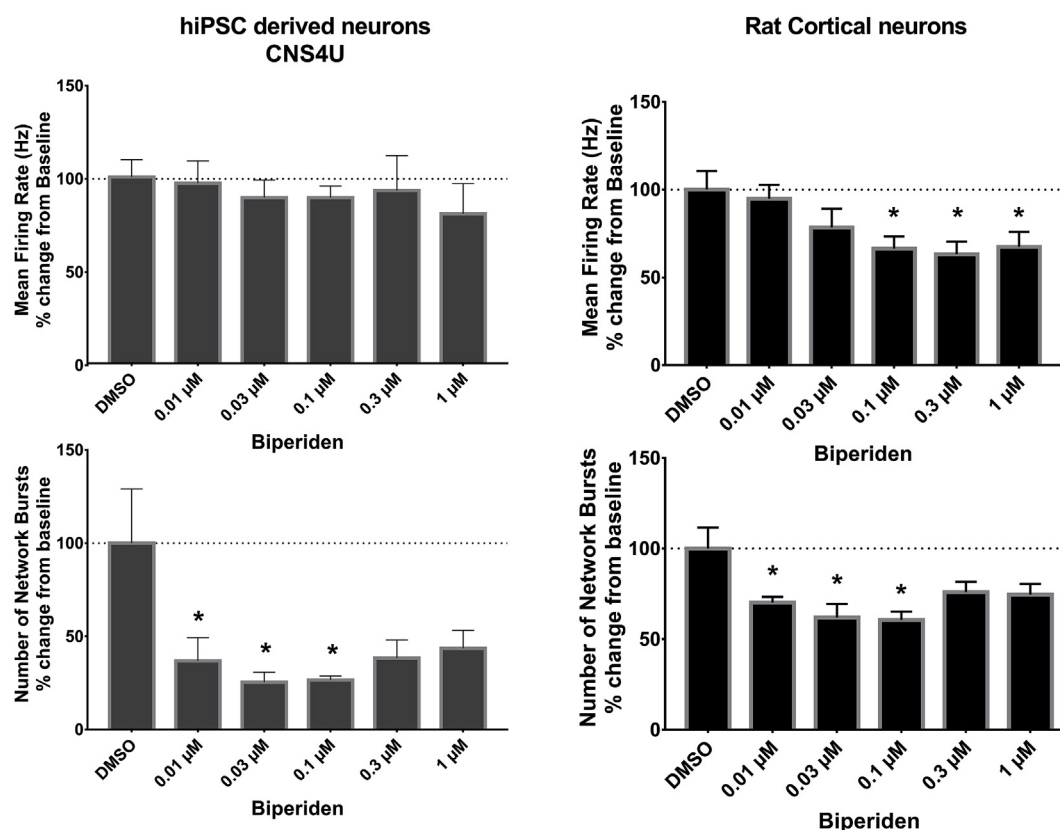 hiPSC derived neurons
CNS4U
Mean Firing Rate (Hz)
% change from Baseline
150
100
50
0
DMSO
0.01 µM
0.03 µM
0.1 µM
0.3 µM
1 µM
Biperiden
Rat Cortical neurons
Mean Firing Rate (Hz)
% change from Baseline
150
100
50
0
* * *
DMSO
0.01 µM
0.03 µM
0.1 µM
0.3 µM
1 µM
Biperiden
Number of Network Bursts
% change from baseline
150
100
50
0
* * *
DMSO
0.01 µM
0.03 µM
0.1 µM
0.3 µM
1 µM
Biperiden
Number of Network Bursts
% change from baseline
150
100
50
0
* * *
DMSO
0.01 µM
0.03 µM
0.1 µM
0.3 µM
1 µM
Biperiden